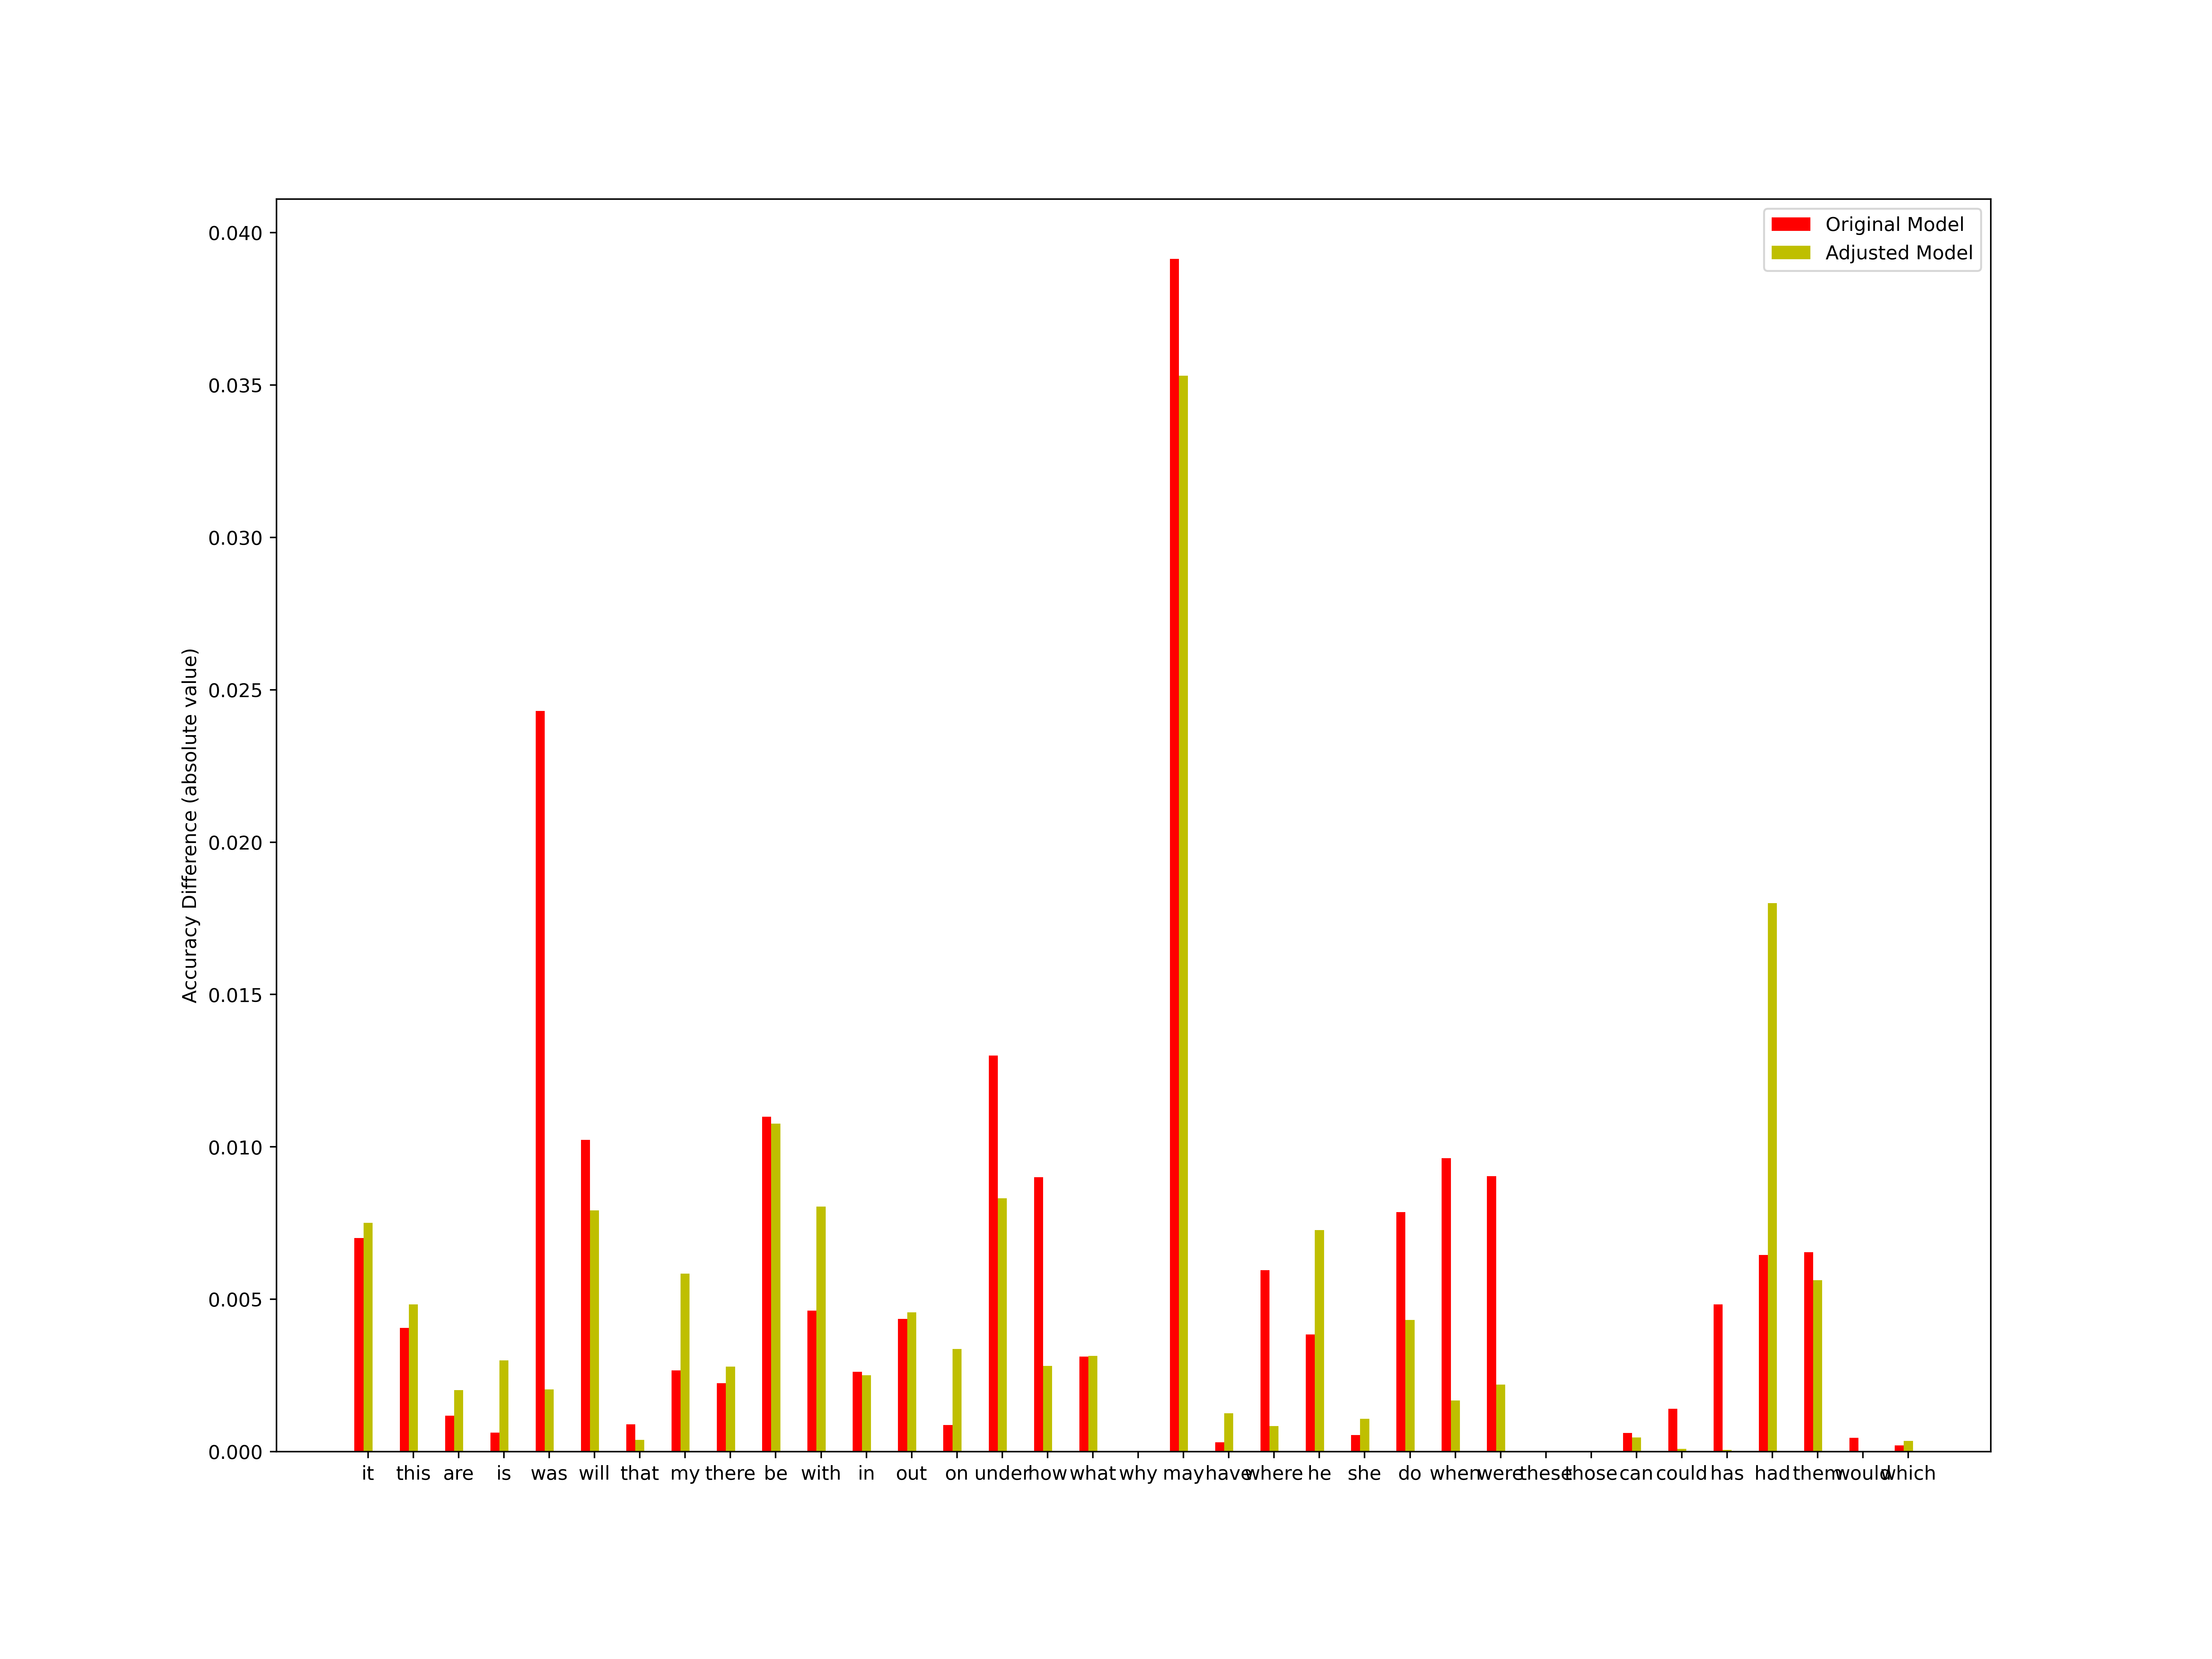 Original Model
Adjusted Model
0.040
0.035
0.030
0.025
0.020
0.015
0.010
0.005
0.000
Accuracy Difference (absolute value)
it this are is was will that my there be with in out on under how what why may have where he she do when were these those can could has had them would which